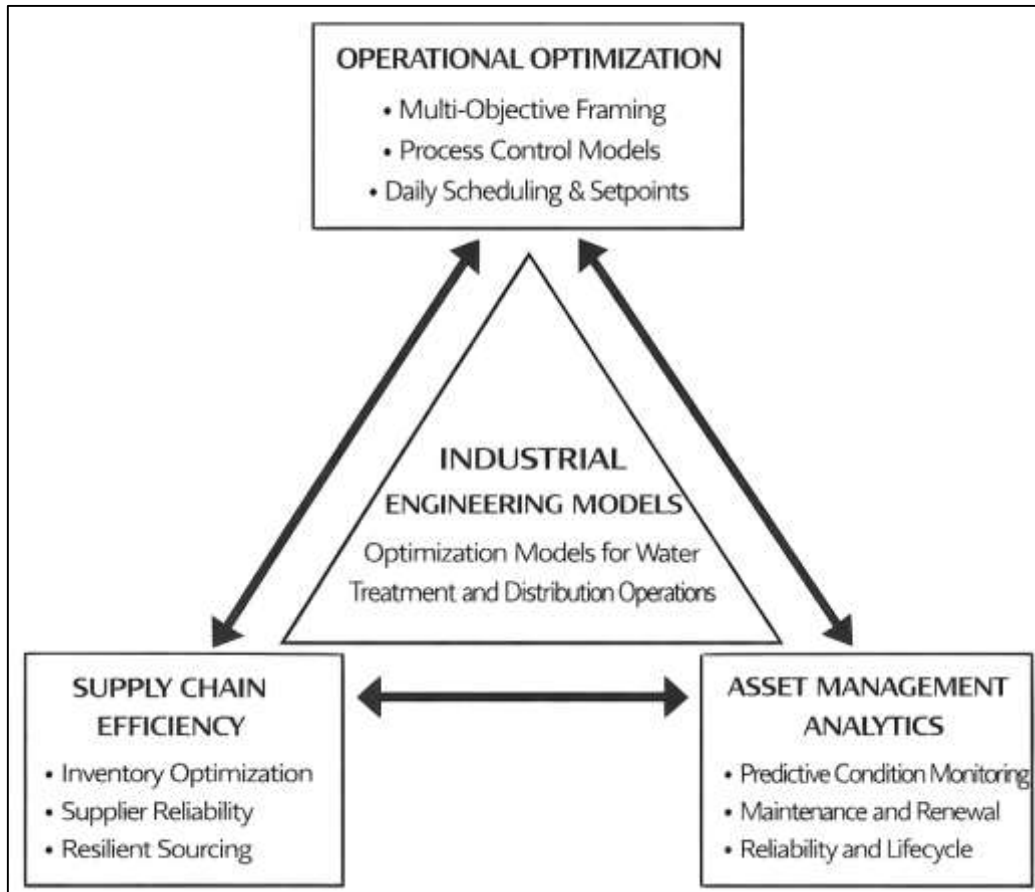 OPERATIONAL OPTIMIZATION
• Multi-Objective Framing
• Process Control Models
• Daily Scheduling & Setpoints
INDUSTRIAL
ENGINEERING MODELS
Optimization Models for Water
Treatment and Distribution Operations
SUPPLY CHAIN
EFFICIENCY
• Inventory Optimization
• Supplier Reliability
• Resilient Sourcing
ASSET MANAGEMENT
ANALYTICS
• Predictive Condition Monitoring
• Maintenance and Renewal
• Reliability and Lifecycle